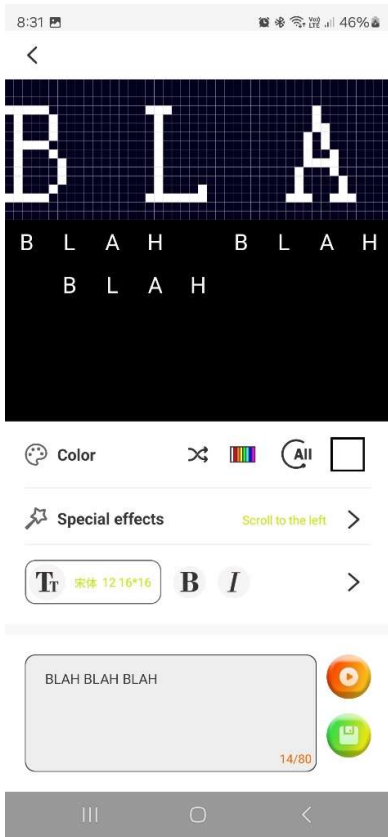 8:31 46%
B L A
B L A H B L A H
B L A H
Color All
Special effects Scroll to the left
TT 宋体 12 16*16 B I
BLAH BLAH BLAH
14/80